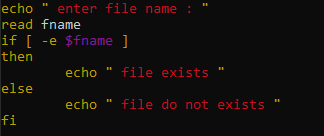 echo " enter file name : "
read fname
if [ -e $fname ]
then
        echo " file exists "
else
        echo " file do not exists "
fi